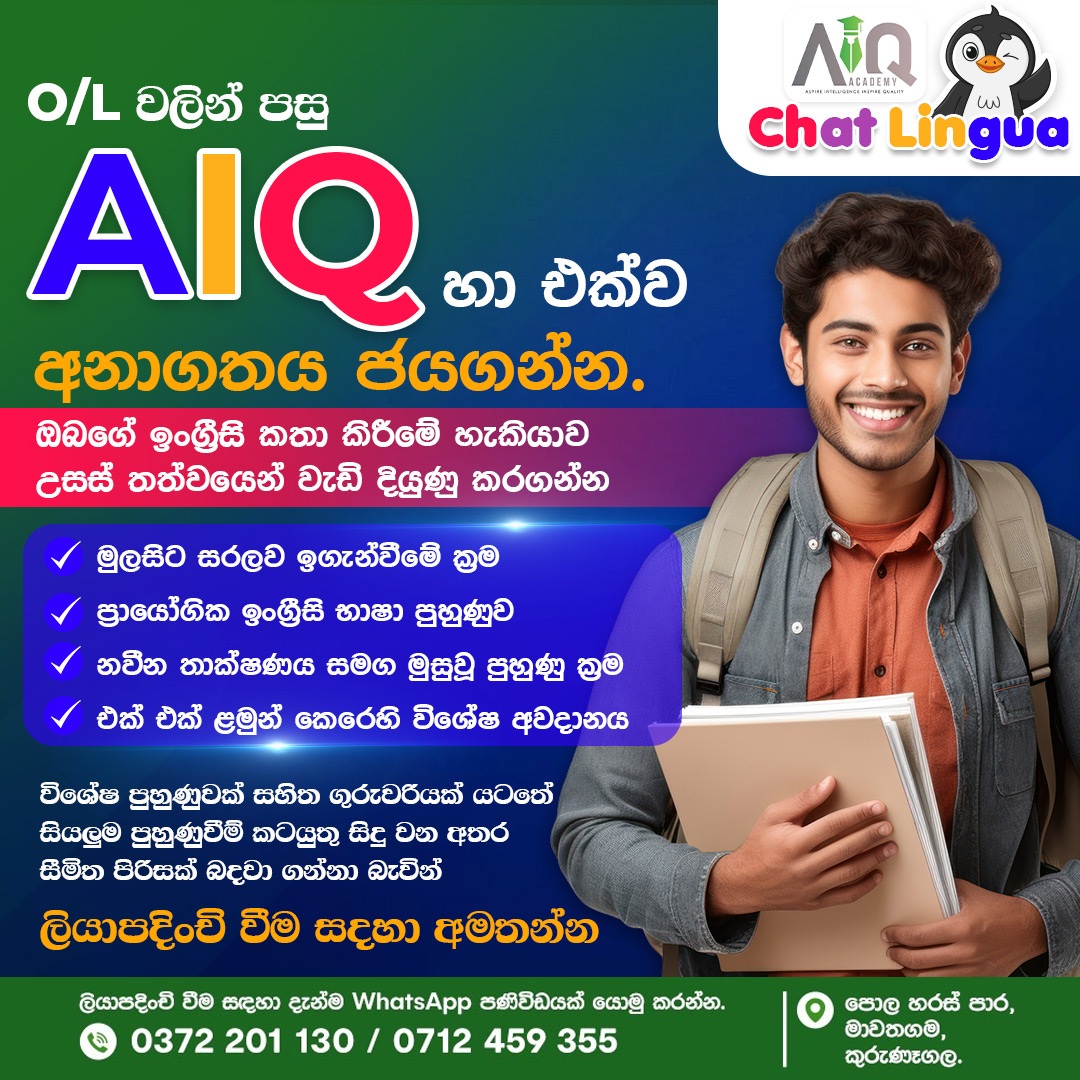 AIQ
ACADEMY
ASPIRE INTELLIGENCE INSPIRE QUALITY
Chat Lingua
O/L වලින් පසු
AIQ හා එක්ව
අනාගතය ජයගන්න.
ඔබගේ ඉංග්‍රීසි කතා කිරීමේ හැකියාව
උසස් තත්වයෙන් වැඩි දියුණු කරගන්න
මුලසිට සරලව ඉගැන්වීමේ ක්‍රම
ප්‍රායෝගික ඉංග්‍රීසි භාෂා පුහුණුව
නවීන තාක්ෂණය සමග මුසුවූ පුහුණු ක්‍රම
එක් එක් ළමුන් කෙරෙහි විශේෂ අවදානය
විශේෂ පුහුණුවක් සහිත ගුරුවරියක් යටතේ
සියලුම පුහුණුවීම් කටයුතු සිදු වන අතර
සීමිත පිරිසක් බදවා ගන්නා බැවින්
ලියාපදිංචි වීම සදහා අමතන්න
ලියාපදිංචි වීම සඳහා දැන්ම WhatsApp පණිවිඩයක් යොමු කරන්න.
0372 201 130 / 0712 459 355
පොල හරස් පාර,
මාවතගම,
කුරුණෑගල.